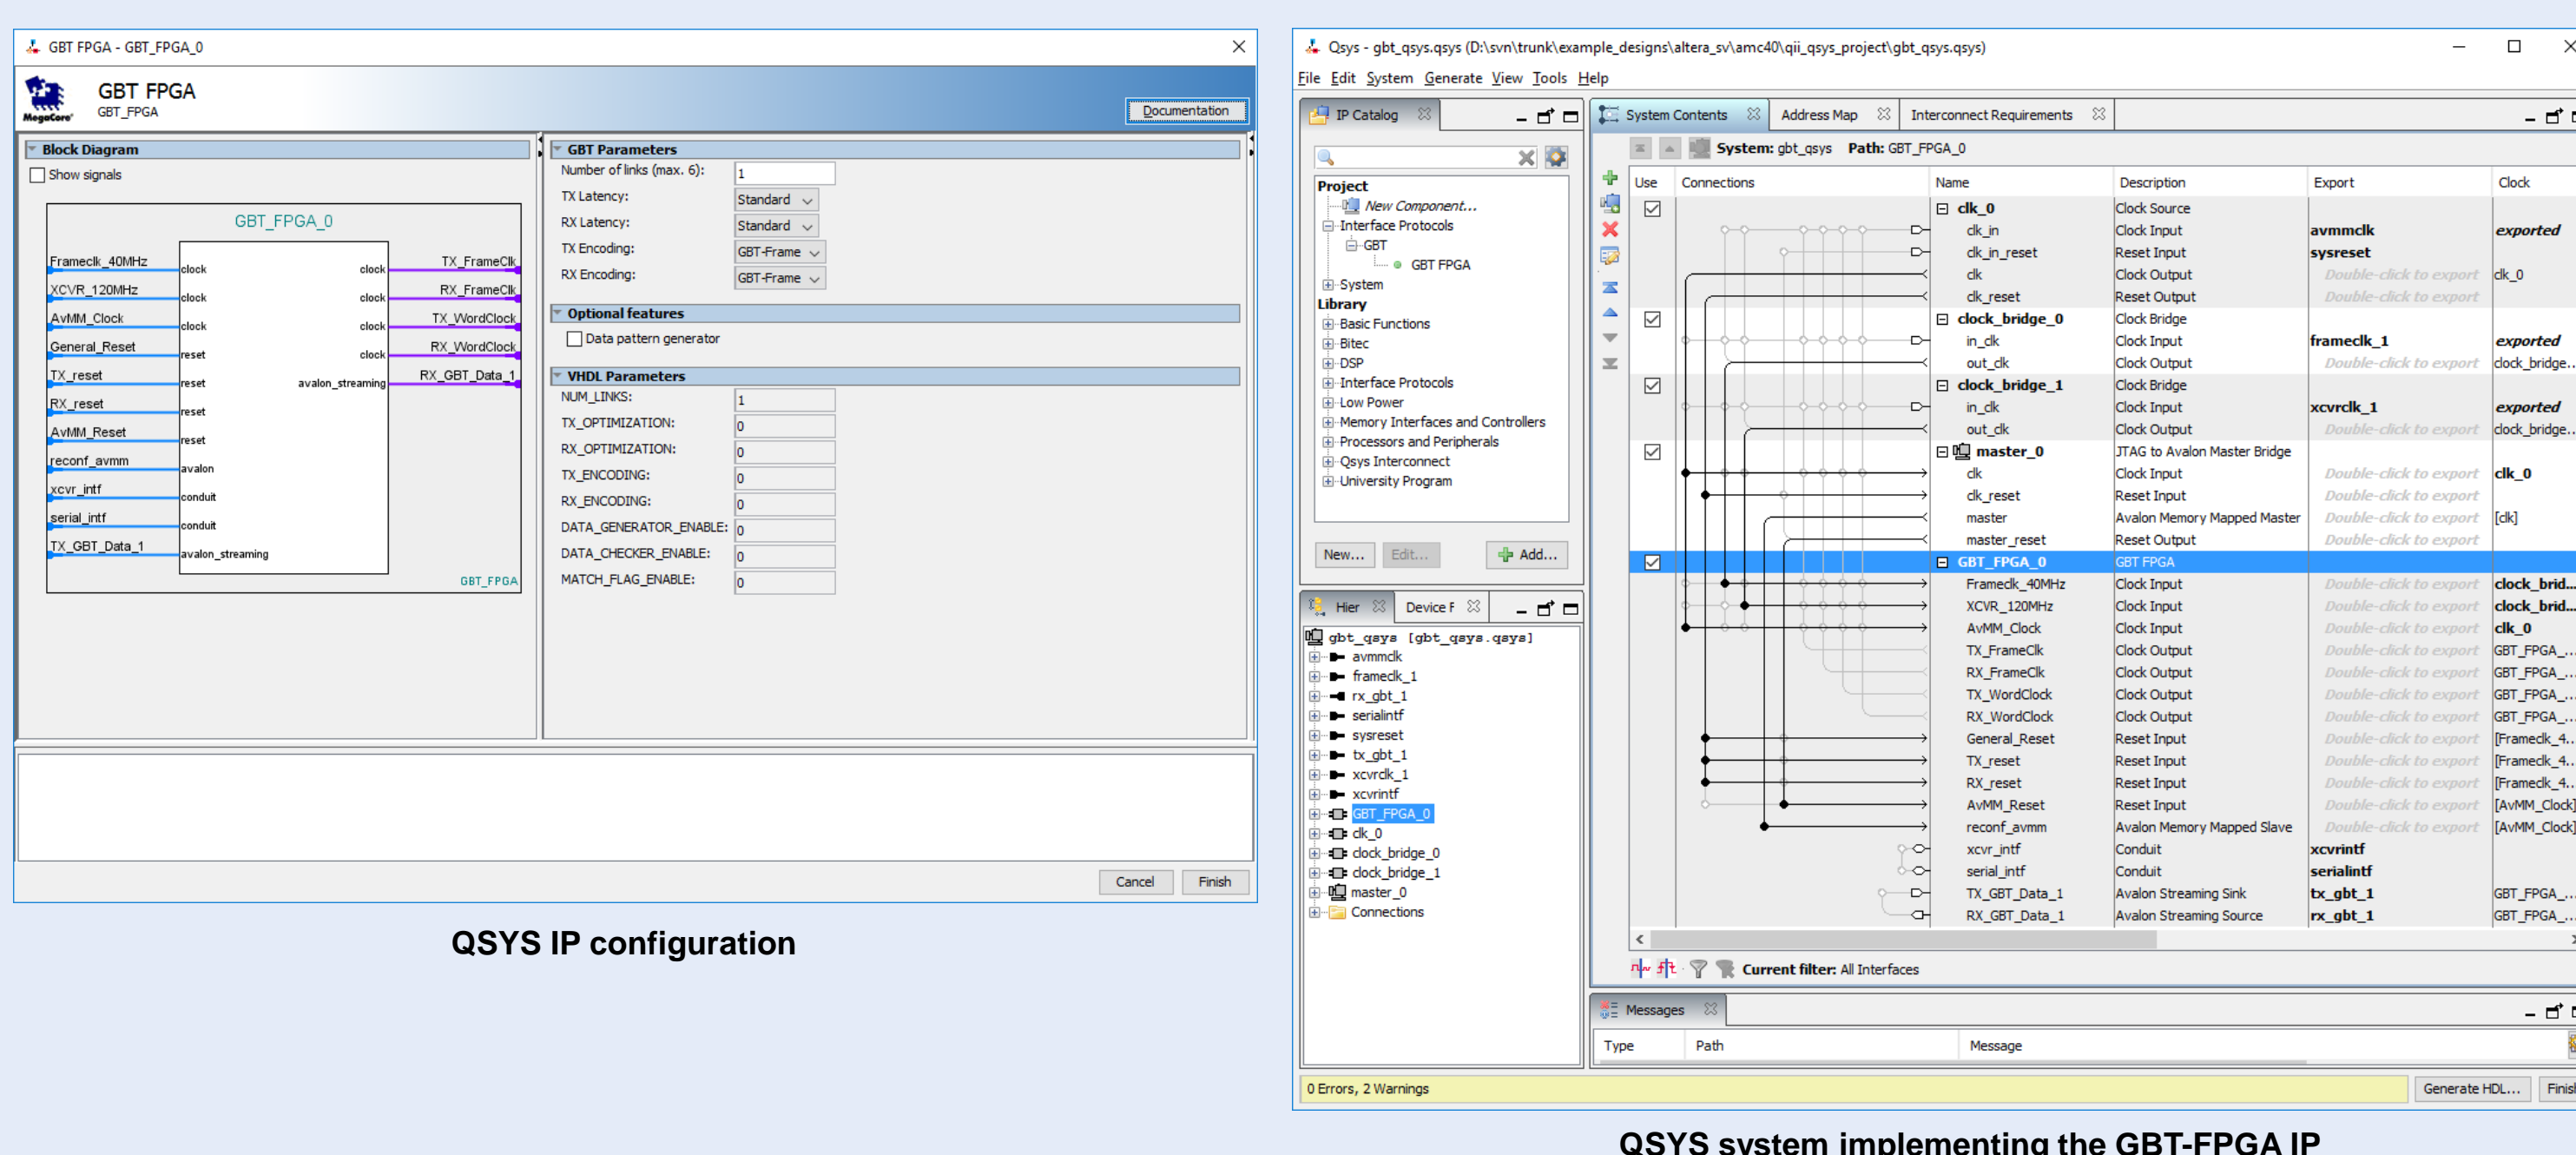 GBT FPGA - GBT_FPGA_0
GBT FPGA
GBT_FPGA
MegaCore
Documentation
Block Diagram
Show signals
GBT_FPGA_0
Frameclk_40MHz clock clock TX_FrameClk
XCVR_120MHz clock clock RX_FrameClk
AvMM_Clock clock clock TX_WordClock
General_Reset reset clock RX_WordClock
TX_reset reset avalon_streaming RX_GBT_Data_1
RX_reset reset
AvMM_Reset reset
reconf_avmm avalon
xcvr_intf conduit
serial_intf conduit
TX_GBT_Data_1 avalon_streaming
GBT_FPGA
GBT Parameters
Number of links (max. 6): 1
TX Latency: Standard
RX Latency: Standard
TX Encoding: GBT-Frame
RX Encoding: GBT-Frame
Optional features
Data pattern generator
VHDL Parameters
NUM_LINKS: 1
TX_OPTIMIZATION: 0
RX_OPTIMIZATION: 0
TX_ENCODING: 0
RX_ENCODING: 0
DATA_GENERATOR_ENABLE: 0
DATA_CHECKER_ENABLE: 0
MATCH_FLAG_ENABLE: 0
Cancel Finish
QSYS IP configuration
Qsys - gbt_qsys.qsys (D:\svn\trunk\example_designs\altera_sv\amc40\qii_qsys_project\gbt_qsys.qsys)
File Edit System Generate View Tools Help
IP Catalog
Project
New Component...
Interface Protocols
GBT
GBT FPGA
System
Library
Basic Functions
Bitec
DSP
Interface Protocols
Low Power
Memory Interfaces and Controllers
Processors and Peripherals
Qsys Interconnect
University Program
New... Edit... Add...
Hier Device F
gbt_qsys [gbt_qsys.qsys]
avmmclk
frameclk_1
rx_gbt_1
serialintf
sysreset
tx_gbt_1
xcvrclk_1
xcvrintf
GBT_FPGA_0
clk_0
clock_bridge_0
clock_bridge_1
master_0
Connections
System Contents Address Map Interconnect Requirements
System: gbt_qsys Path: GBT_FPGA_0
Use Connections Name Description Export Clock
clk_0 Clock Source
clk_in Clock Input avmmclk exported
clk_in_reset Reset Input sysreset
clk Clock Output Double-click to export clk_0
clk_reset Reset Output Double-click to export
clock_bridge_0 Clock Bridge
in_clk Clock Input frameclk_1 exported
out_clk Clock Output Double-click to export clock_bridge...
clock_bridge_1 Clock Bridge
in_clk Clock Input xcvrclk_1 exported
out_clk Clock Output Double-click to export clock_bridge...
master_0 JTAG to Avalon Master Bridge
clk Clock Input Double-click to export clk_0
clk_reset Reset Input Double-click to export
master Avalon Memory Mapped Master Double-click to export [clk]
master_reset Reset Output Double-click to export
GBT_FPGA_0 GBT FPGA
Frameclk_40MHz Clock Input Double-click to export clock_brid...
XCVR_120MHz Clock Input Double-click to export clock_brid...
AvMM_Clock Clock Input Double-click to export clk_0
TX_FrameClk Clock Output Double-click to export GBT_FPGA_...
RX_FrameClk Clock Output Double-click to export GBT_FPGA_...
TX_WordClock Clock Output Double-click to export GBT_FPGA_...
RX_WordClock Clock Output Double-click to export GBT_FPGA_...
General_Reset Reset Input Double-click to export [Frameclk_4...
TX_reset Reset Input Double-click to export [Frameclk_4...
RX_reset Reset Input Double-click to export [Frameclk_4...
AvMM_Reset Reset Input Double-click to export [AvMM_Clock]
reconf_avmm Avalon Memory Mapped Slave Double-click to export [AvMM_Clock]
xcvr_intf Conduit xcvrintf
serial_intf Conduit serialintf
TX_GBT_Data_1 Avalon Streaming Sink tx_gbt_1 GBT_FPGA_...
RX_GBT_Data_1 Avalon Streaming Source rx_gbt_1 GBT_FPGA_...
Current filter: All Interfaces
Messages
Type Path Message
0 Errors, 2 Warnings
Generate HDL... Finish
QSYS system implementing the GBT-FPGA IP